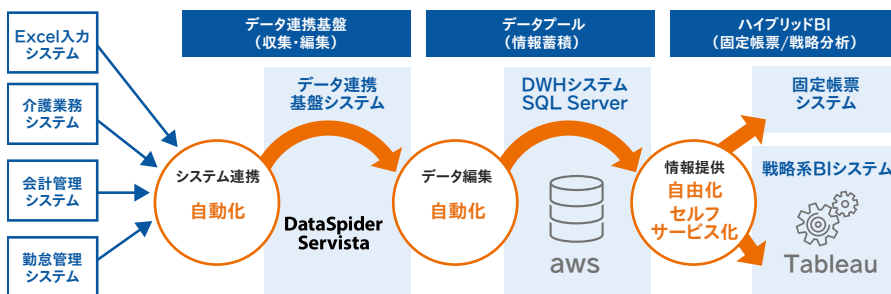 Excel入力
システム
介護業務
システム
会計管理
システム
勤怠管理
システム
データ連携基盤
（収集・編集）
データ連携
基盤システム
システム連携
自動化
DataSpider
Servista
データプール
（情報蓄積）
DWHシステム
SQL Server
データ編集
自動化
aws
ハイブリッドBI
（固定帳票/戦略分析）
固定帳票
システム
情報提供
自由化
セルフ
サービス化
戦略系BIシステム
Tableau